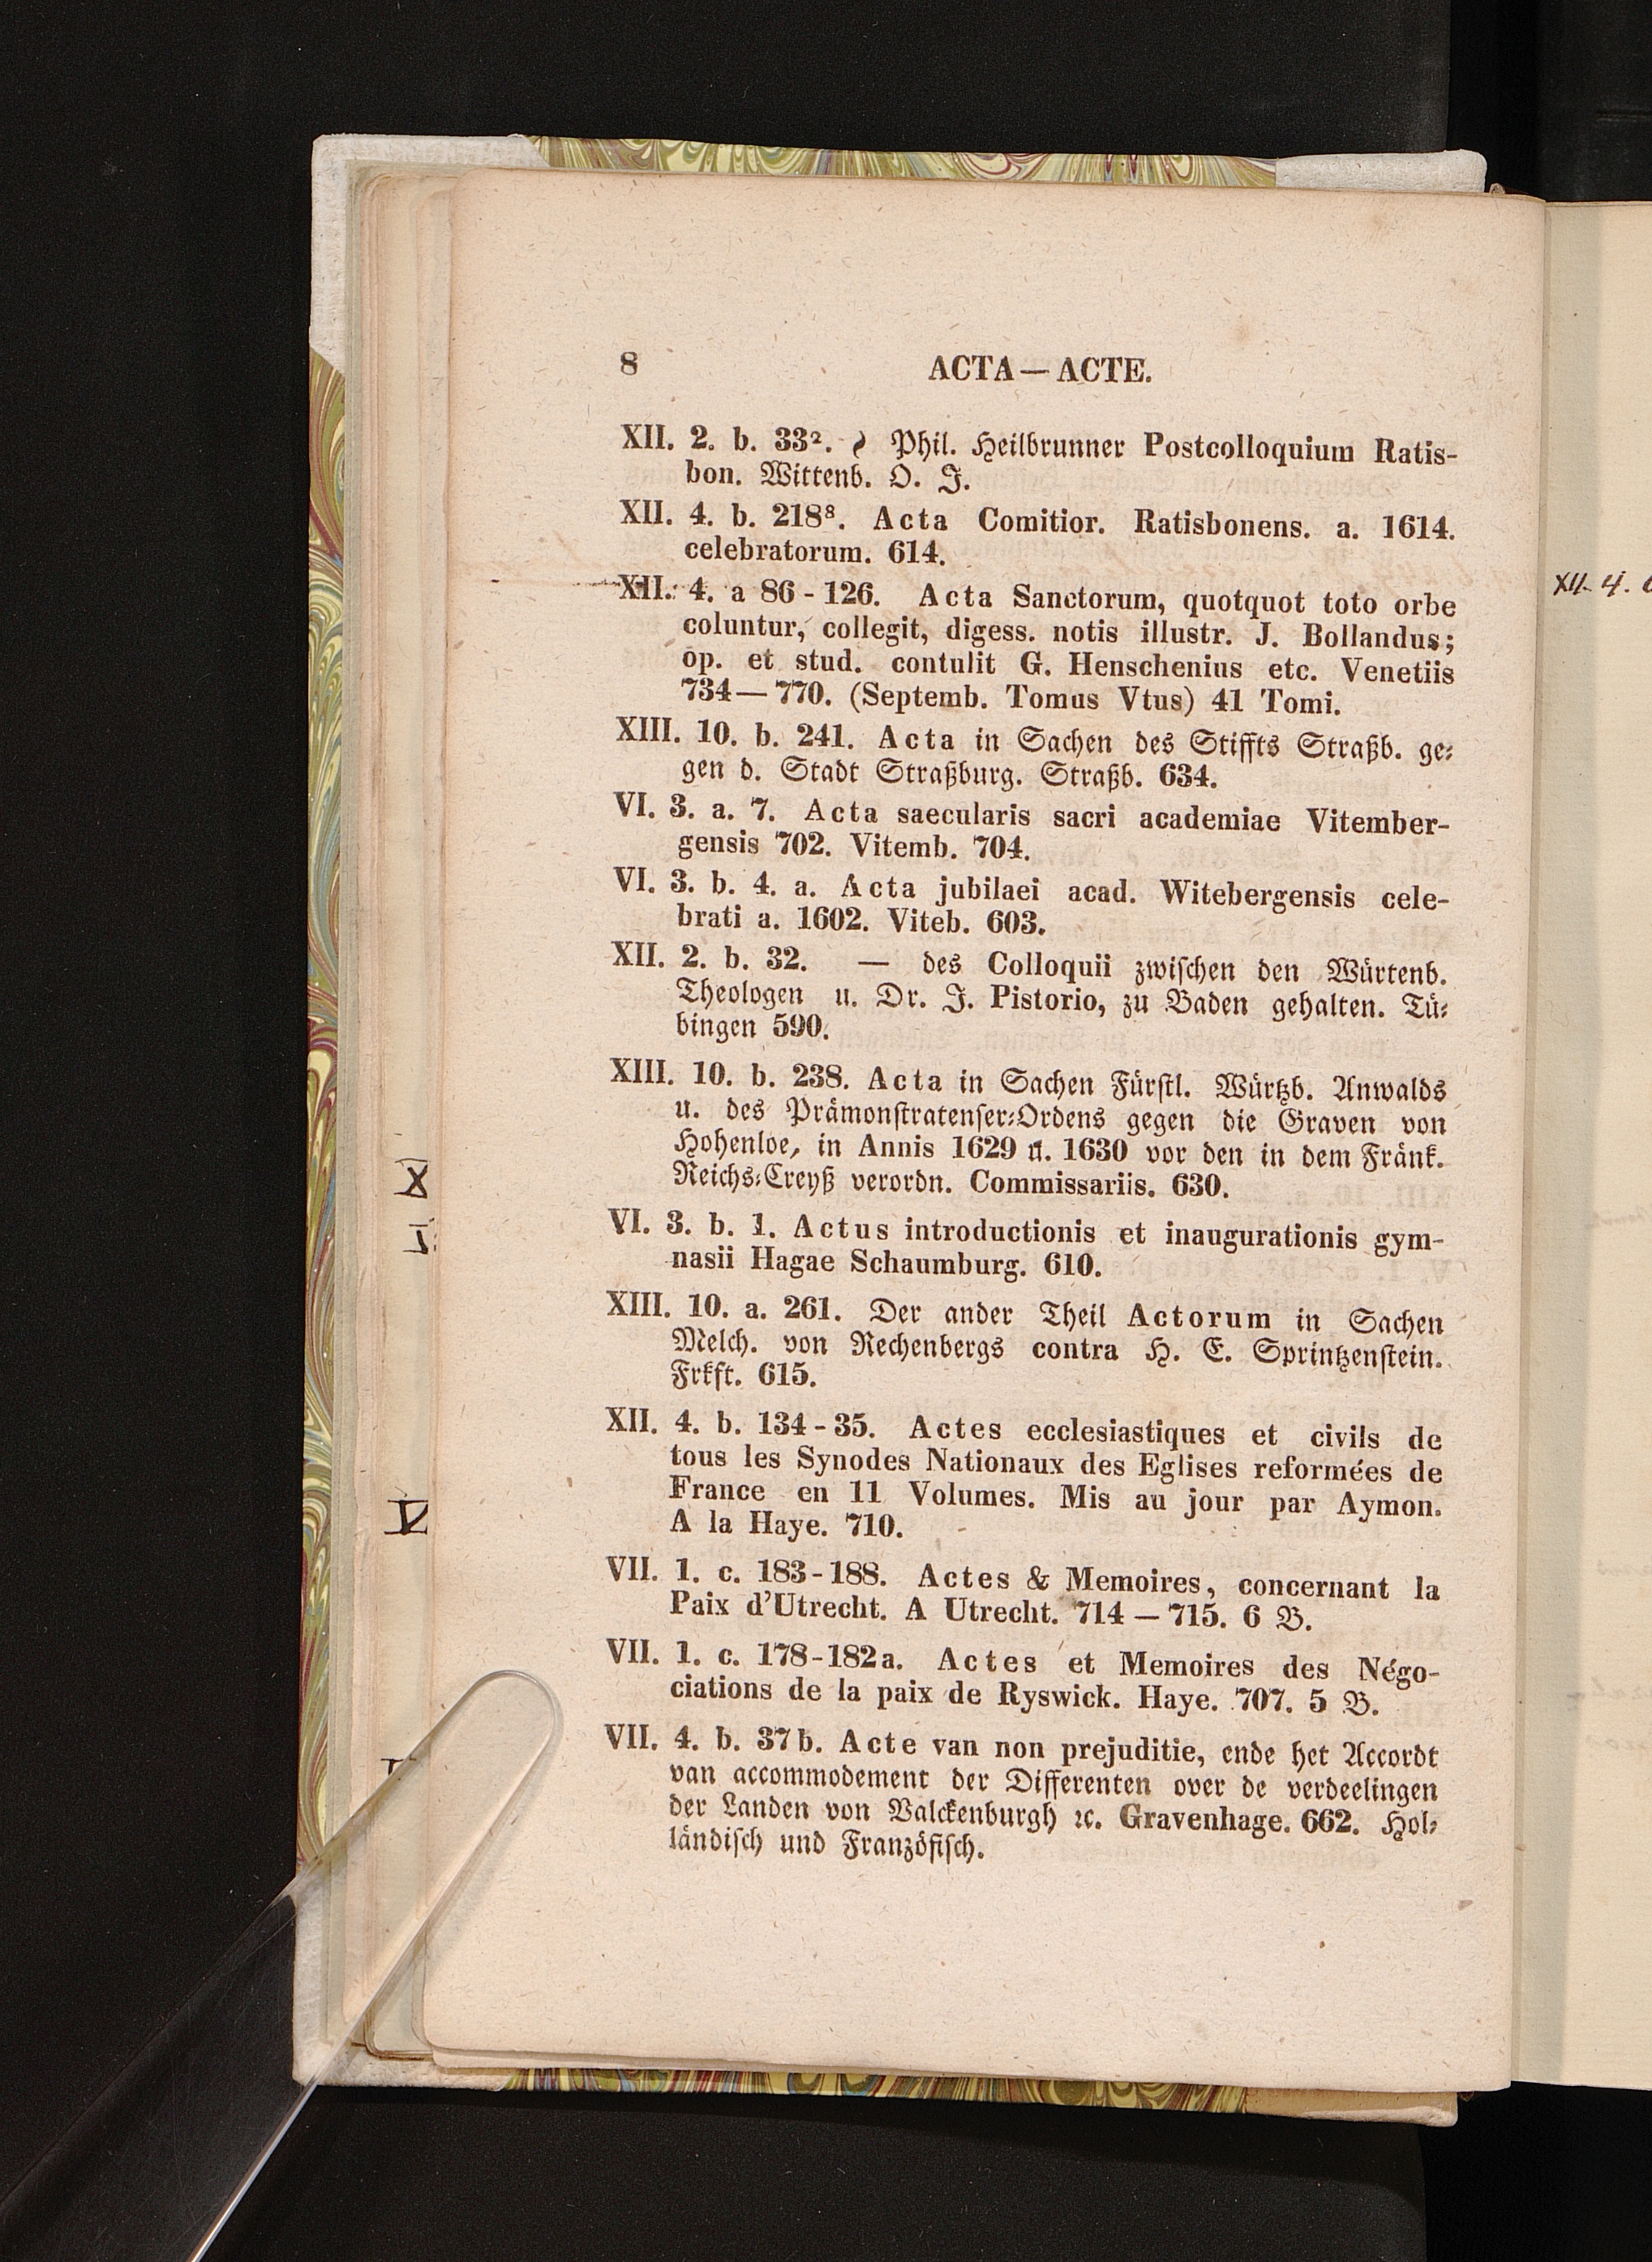 8 ACTA — ACTE.
XII. 2. b. 33². Phil. Heilbrunner Postcolloquium Ratis-
bon. Wittenb. O. J.
XII. 4. b. 218⁸. Acta Comitior. Ratisbonens. a. 1614.
celebratorum. 614.
XII. 4. a 86-126. Acta Sanctorum, quotquot toto orbe
coluntur, collegit, digess. notis illustr. J. Bollandus;
op. et stud. contulit G. Henschenius etc. Venetiis
734—770. (Septemb. Tomus Vtus) 41 Tomi.
XIII. 10. b. 241. Acta in Sachen des Stiffts Straßb. ge-
gen d. Stadt Straßburg. Straßb. 634.
VI. 3. a. 7. Acta saecularis sacri academiae Vitember-
gensis 702. Vitemb. 704.
VI. 3. b. 4. a. Acta jubilaei acad. Witebergensis cele-
brati a. 1602. Viteb. 603.
XII. 2. b. 32. — des Colloquii zwischen den Würtenb.
Theologen u. Dr. J. Pistorio, zu Baden gehalten. Tü-
bingen 590.
XIII. 10. b. 238. Acta in Sachen Fürstl. Würtzb. Anwalds
u. des Prämonstratenser-Ordens gegen die Graven von
Hohenloe, in Annis 1629 u. 1630 vor den in dem Fränk.
Reichs-Creyß verordn. Commissariis. 630.
VI. 3. b. 1. Actus introductionis et inaugurationis gym-
nasii Hagae Schaumburg. 610.
XIII. 10. a. 261. Der ander Theil Actorum in Sachen
Melch. von Rechenbergs contra H. E. Sprintzenstein.
Frkft. 615.
XII. 4. b. 134-35. Actes ecclesiastiques et civils de
tous les Synodes Nationaux des Eglises reformées de
France en 11 Volumes. Mis au jour par Aymon.
A la Haye. 710.
VII. 1. c. 183-188. Actes & Memoires, concernant la
Paix d'Utrecht. A Utrecht. 714—715. 6 B.
VII. 1. c. 178-182a. Actes et Memoires des Négo-
ciations de la paix de Ryswick. Haye. 707. 5 B.
VII. 4. b. 37b. Acte van non prejuditie, ende het Accordt
van accommodement der Differenten over de verdeelingen
der Landen von Valckenburgh ꝛc. Gravenhage. 662. Hol-
ländisch und Französisch.
XII. 4.
X
V